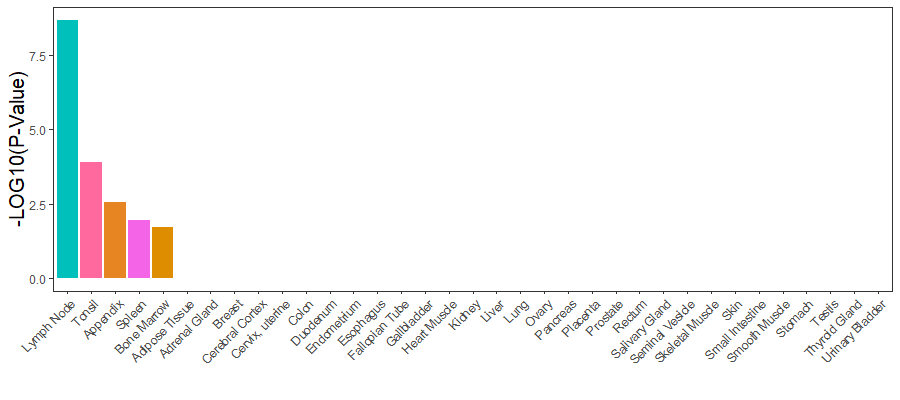 -LOG10(P-Value)
7.5
5.0
2.5
0.0
Lymph Node
Tonsil
Appendix
Spleen
Bone Marrow
Adipose Tissue
Adrenal Gland
Breast
Cerebral Cortex
Cervix, uterine
Colon
Duodenum
Endometrium
Esophagus
Fallopian Tube
Gallbladder
Heart Muscle
Kidney
Liver
Lung
Ovary
Pancreas
Placenta
Prostate
Rectum
Salivary Gland
Seminal Vesicle
Skeletal Muscle
Skin
Small Intestine
Smooth Muscle
Stomach
Testis
Thyroid Gland
Urinary Bladder